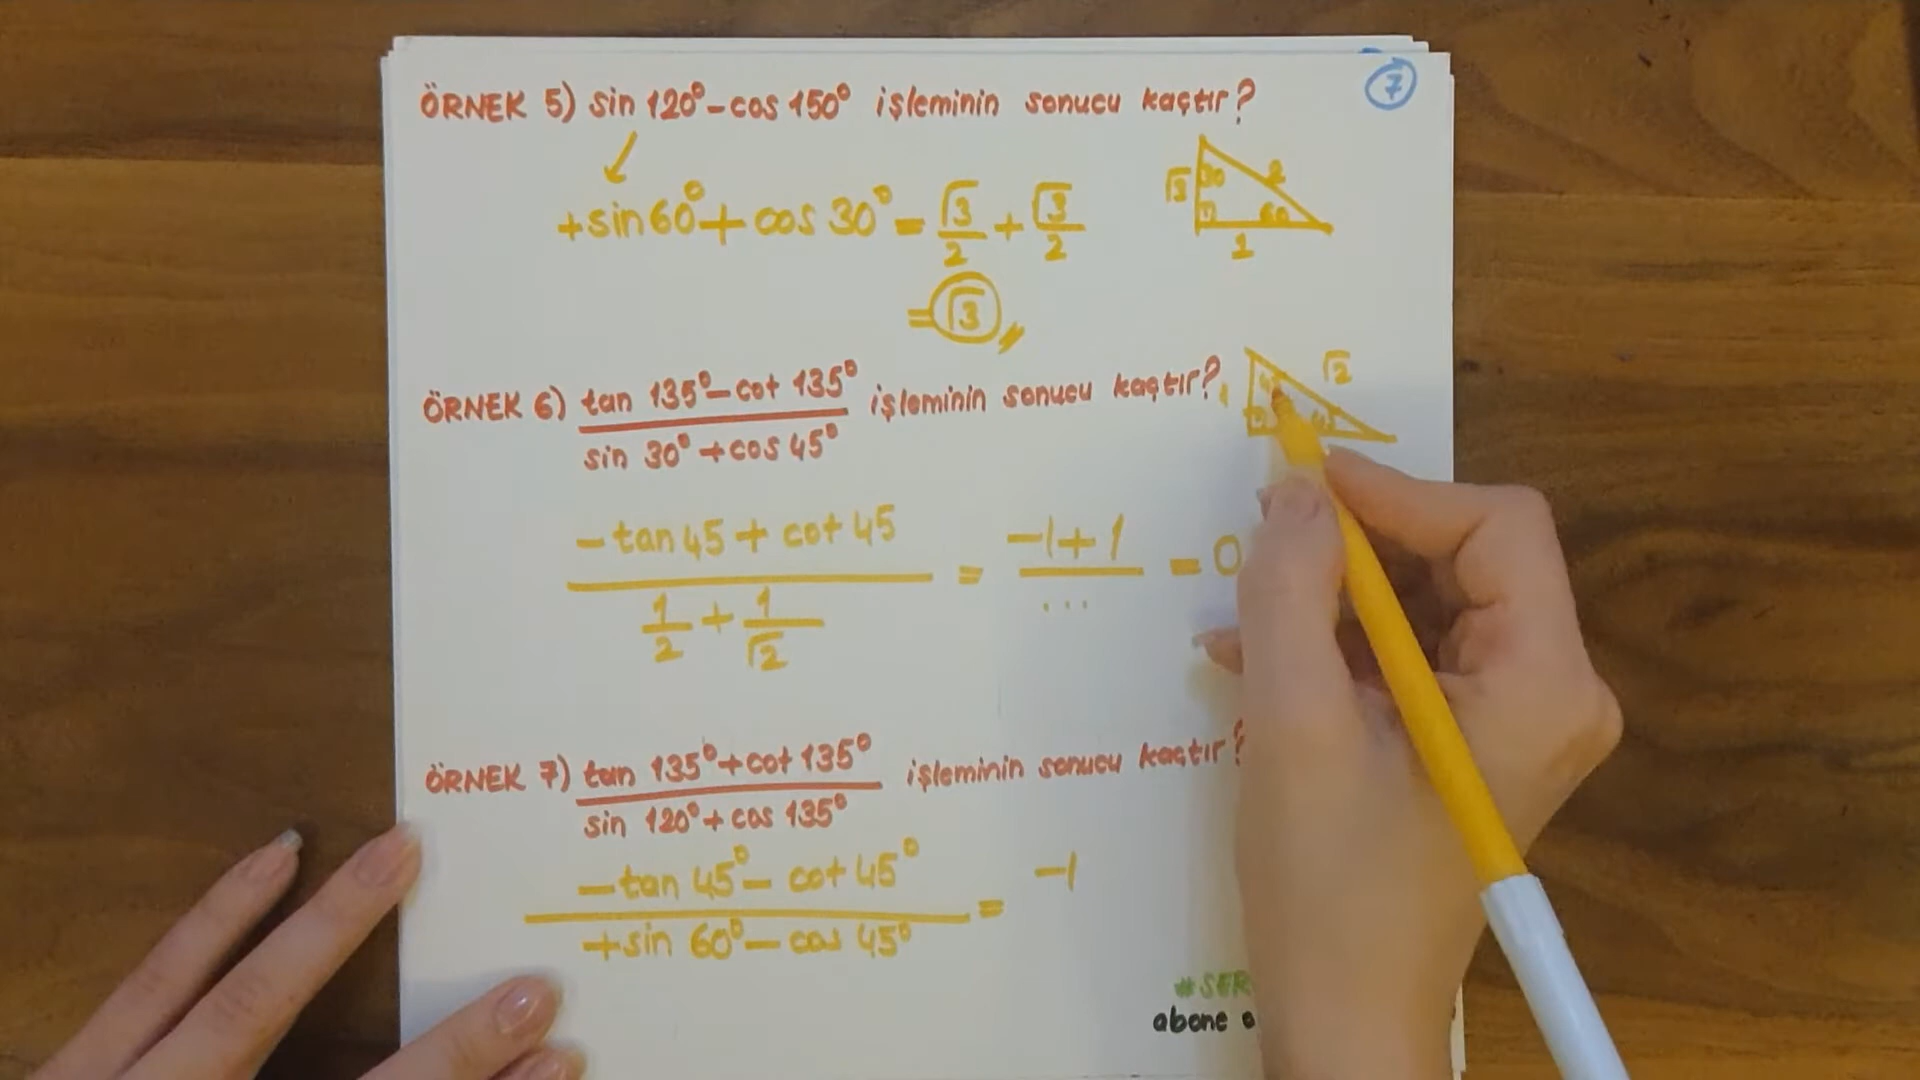 7
ÖRNEK 5) sin 120° - cos 150° işleminin sonucu kaçtır?
+sin 60° + cos 30° = √3/2 + √3/2
= √3
√3 30 2 60 1
ÖRNEK 6) tan 135° - cot 135° / sin 30° + cos 45° işleminin sonucu kaçtır?
√2
-tan 45 + cot 45 / 1/2 + 1/√2 = -1+1 / ... = 0
ÖRNEK 7) tan 135° + cot 135° / sin 120° + cos 135° işleminin sonucu kaçtır?
-tan 45° - cot 45° / +sin 60° - cos 45° = -1
abone